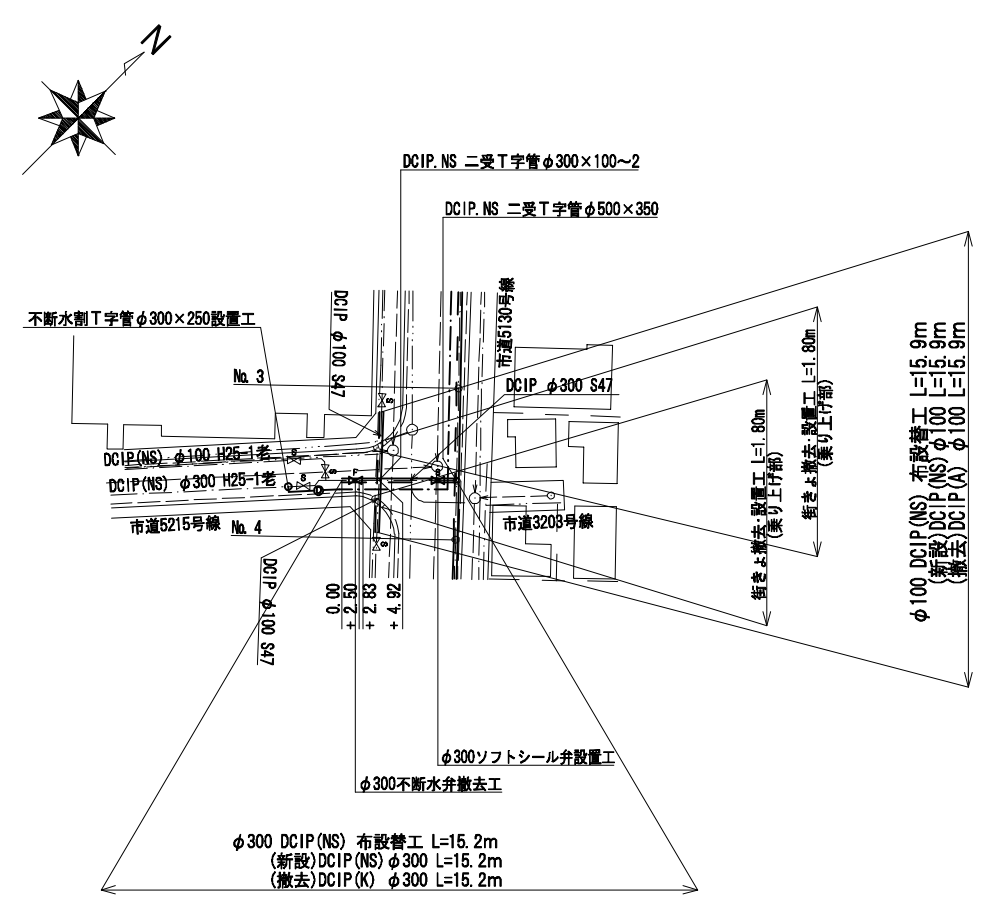 N
DCIP.NS 二受T字管φ300×100～2
DCIP.NS 二受T字管φ500×350
不断水割T字管φ300×250設置工
DCIP φ100 S47
市道5130号線
No. 3
DCIP φ300 S47
S
DCIP(NS) φ100 H25-1老
S
S
F
S
DCIP(NS) φ300 H25-1老
S
市道5215号線
No. 4
市道3203号線
S
DCIP φ100 S47
0.00
+ 2.50
+ 2.83
+ 4.92
街きょ撤去・設置工 L=1.80m
(乗り上げ部)
街きょ撤去・設置工 L=1.80m
(乗り上げ部)
φ100 DCIP(NS) 布設替工 L=15.9m
(新設)DCIP(NS) φ100 L=15.9m
(撤去)DCIP(A) φ100 L=15.9m
φ300ソフトシール弁設置工
φ300不断水弁撤去工
φ300 DCIP(NS) 布設替工 L=15.2m
(新設)DCIP(NS)φ300 L=15.2m
(撤去)DCIP(K) φ300 L=15.2m